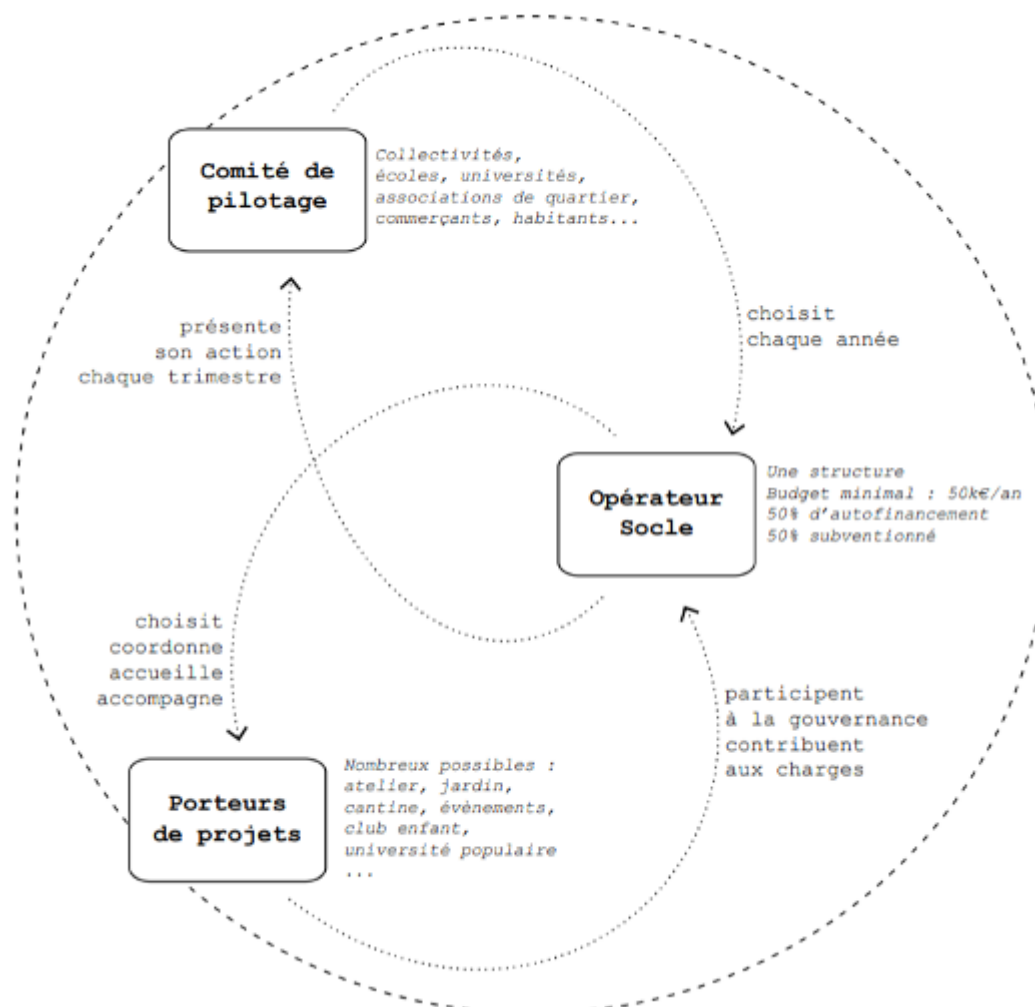 Comité de
pilotage
Collectivités,
écoles, universités,
associations de quartier,
commerçants, habitants...
présente
son action
chaque trimestre
choisit
chaque année
Opérateur
Socle
Une structure
Budget minimal : 50k€/an
50% d'autofinancement
50% subventionné
choisit
coordonne
accueille
accompagne
participent
à la gouvernance
contribuent
aux charges
Porteurs
de projets
Nombreux possibles :
atelier, jardin,
cantine, évènements,
club enfant,
université populaire
...